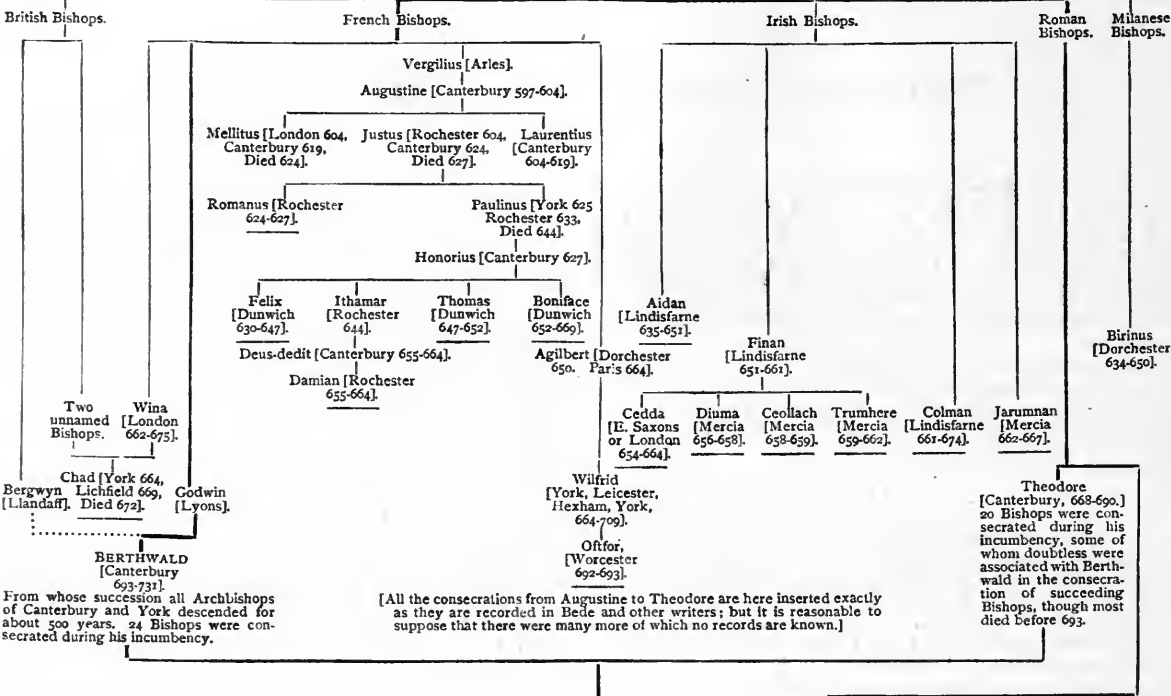 British Bishops.
French Bishops.
Irish Bishops.
Roman
Bishops.
Milanese
Bishops.
Vergilius [Arles].
Augustine [Canterbury 597-604].
Mellitus [London 604,
Canterbury 619,
Died 624].
Justus [Rochester 604,
Canterbury 624,
Died 627].
Laurentius
[Canterbury
604-619].
Romanus [Rochester
624-627].
Paulinus [York 625
Rochester 633.
Died 644].
Honorius [Canterbury 627].
Felix
[Dunwich
630-647].
Ithamar
[Rochester
644].
Thomas
[Dunwich
647-652].
Boniface
[Dunwich
652-669].
Aidan
[Lindisfarne
635-651].
Finan
[Lindisfarne
651-661].
Birinus
[Dorchester
634-650].
Deus-dedit [Canterbury 655-664].
Agilbert [Dorchester
650. Paris 664].
Damian [Rochester
655-664].
Two
unnamed
Bishops.
Wina
[London
662-675].
Cedda
[E. Saxons
or London
654-664].
Diuma
[Mercia
656-658].
Ceollach
[Mercia
658-659].
Trumhere
[Mercia
659-662].
Colman
[Lindisfarne
661-674].
Jarumnan
[Mercia
662-667].
Bergwyn
[Llandaff].
Chad [York 664,
Lichfield 669,
Died 672].
Godwin
[Lyons].
Wilfrid
[York, Leicester,
Hexham, York,
664-709].
Oftfor,
[Worcester
692-693].
Theodore
[Canterbury, 668-690.]
20 Bishops were con-
secrated during his
incumbency, some of
whom doubtless were
associated with Berth-
wald in the consecra-
tion of succeeding
Bishops, though most
died before 693.
BERTHWALD
[Canterbury
693-731].
From whose succession all Archbishops
of Canterbury and York descended for
about 500 years. 24 Bishops were con-
secrated during his incumbency.
[All the consecrations from Augustine to Theodore are here inserted exactly
as they are recorded in Bede and other writers; but it is reasonable to
suppose that there were many more of which no records are known.]